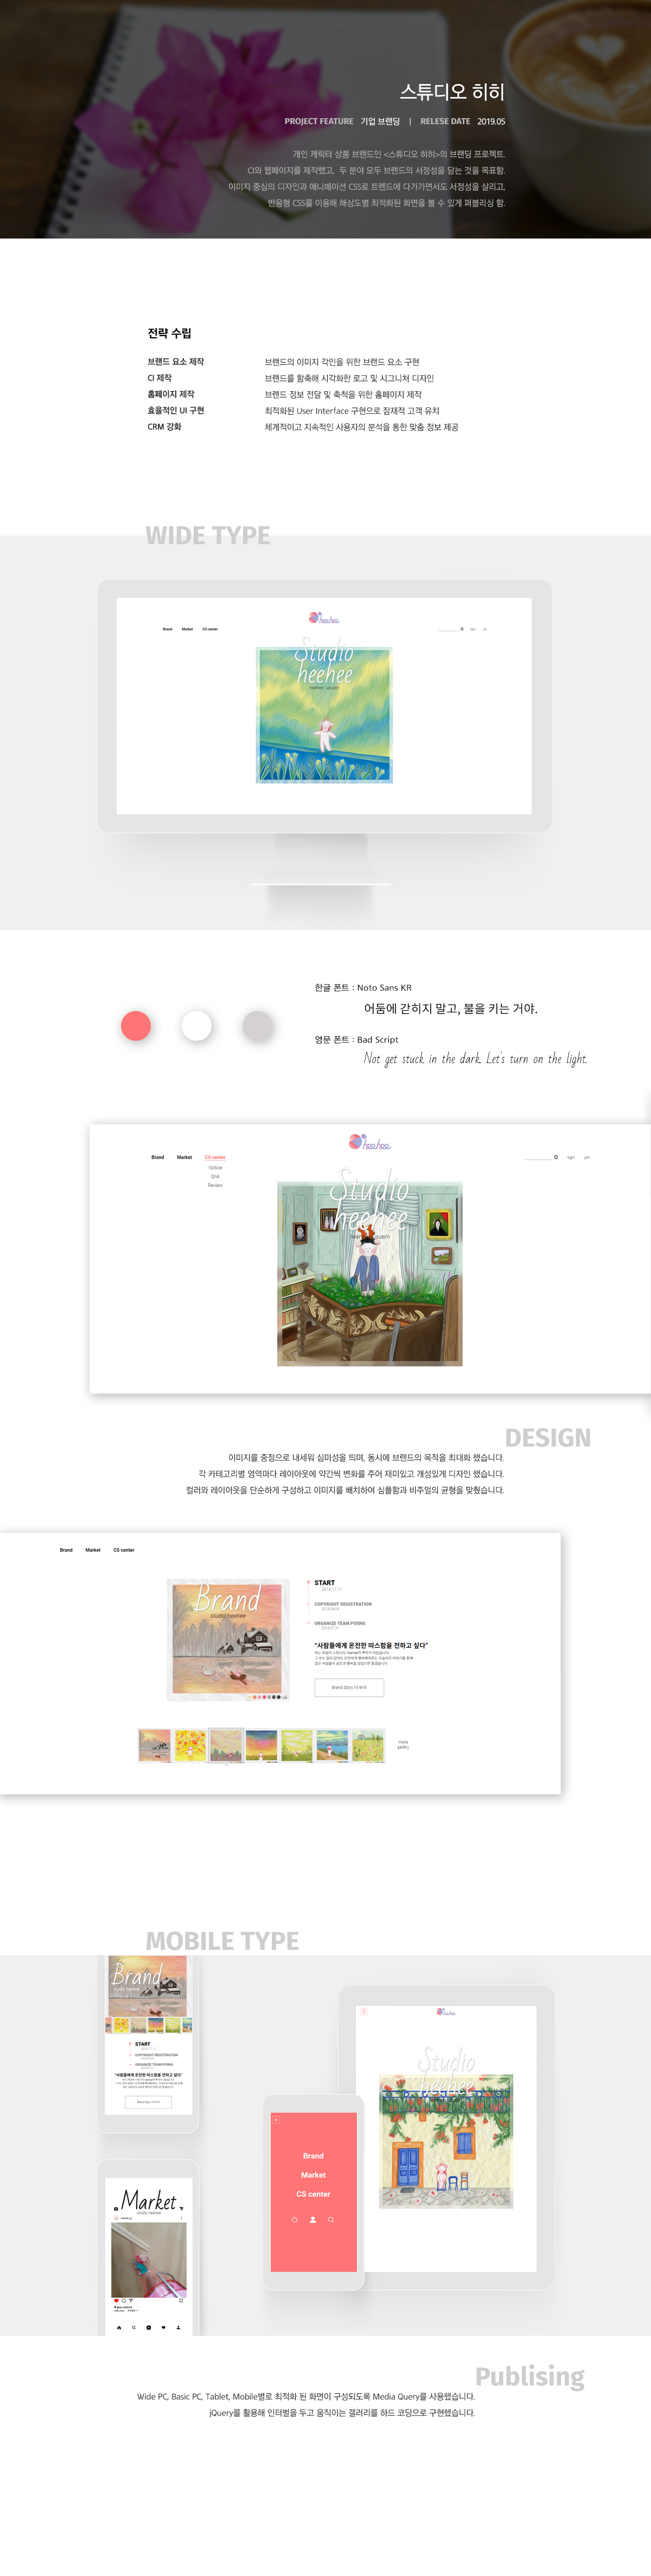 스튜디오 히히
PROJECT FEATURE 기업 브랜딩 | RELESE DATE 2019.05
개인 캐릭터 상품 브랜드인 <스튜디오 히히>의 브랜딩 프로젝트.
CI와 웹페이지를 제작했고, 두 분야 모두 브랜드의 서정성을 담는 것을 목표함.
이미지 중심의 디자인과 애니메이션 CSS로 트렌드에 다가가면서도 서정성을 살리고,
반응형 CSS를 이용해 해상도별 최적화된 화면을 볼 수 있게 퍼블리싱 함.
전략 수립
브랜드 요소 제작 브랜드의 이미지 각인을 위한 브랜드 요소 구현
CI 제작 브랜드를 함축해 시각화한 로고 및 시그니처 디자인
홈페이지 제작 브랜드 정보 전달 및 축적을 위한 홈페이지 제작
효율적인 UI 구현 최적화된 User Interface 구현으로 잠재적 고객 유치
CRM 강화 체계적이고 지속적인 사용자의 분석을 통한 맞춤 정보 제공
WIDE TYPE
heehee
Brand Market CS center
Studio
heehee
한글 폰트 : Noto Sans KR
어둠에 갇히지 말고, 불을 키는 거야.
영문 폰트 : Bad Script
Not get stuck in the dark. Let's turn on the light.
heehee
Brand Market CS center
Notice
QnA
Review
Studio
heehee
DESIGN
이미지를 중점으로 내세워 심미성을 띄며, 동시에 브랜드의 목적을 최대화 했습니다.
각 카테고리별 영역마다 레이아웃에 약간씩 변화를 주어 재미있고 개성있게 디자인 했습니다.
컬러와 레이아웃을 단순하게 구성하고 이미지를 배치하여 심플함과 비주얼의 균형을 맞췄습니다.
Brand Market CS center
Brand
studio heehee
START
COPYRIGHT REGISTRATION
ORGANIZE TEAM POSING
"사람들에게 온전한 따스함을 전하고 싶다"
Brand Story 더 보기
more
gallery
MOBILE TYPE
Brand
studio heehee
START
COPYRIGHT REGISTRATION
ORGANIZE TEAM POSING
"사람들에게 온전한 따스함을 전하고 싶다"
heehee
Studio
heehee
Brand
Market
CS center
Market
studio heehee
Publising
Wide PC, Basic PC, Tablet, Mobile별로 최적화 된 화면이 구성되도록 Media Query를 사용했습니다.
jQuery를 활용해 인터벌을 두고 움직이는 갤러리를 하드 코딩으로 구현했습니다.